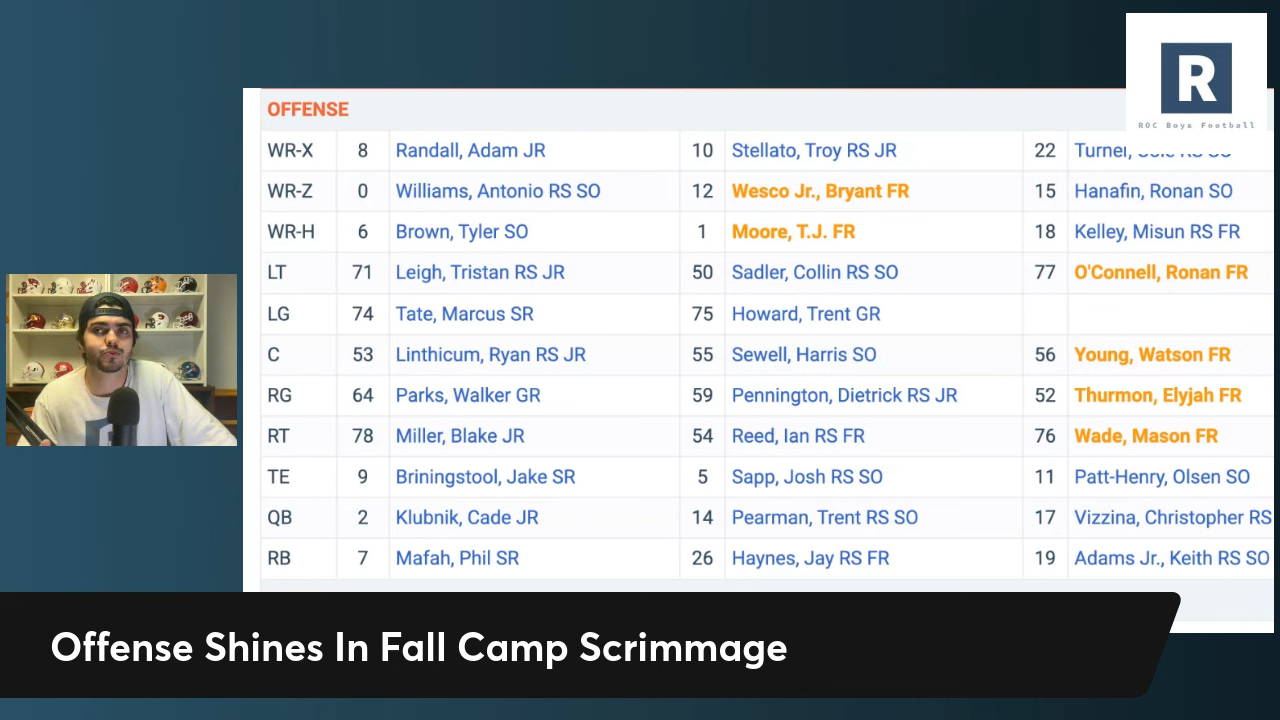 R
ROC Boys Football
OFFENSE
WR-X 8 Randall, Adam JR 10 Stellato, Troy RS JR 22 Turner,
WR-Z 0 Williams, Antonio RS SO 12 Wesco Jr., Bryant FR 15 Hanafin, Ronan SO
WR-H 6 Brown, Tyler SO 1 Moore, T.J. FR 18 Kelley, Misun RS FR
LT 71 Leigh, Tristan RS JR 50 Sadler, Collin RS SO 77 O'Connell, Ronan FR
LG 74 Tate, Marcus SR 75 Howard, Trent GR
C 53 Linthicum, Ryan RS JR 55 Sewell, Harris SO 56 Young, Watson FR
RG 64 Parks, Walker GR 59 Pennington, Dietrick RS JR 52 Thurmon, Elyjah FR
RT 78 Miller, Blake JR 54 Reed, Ian RS FR 76 Wade, Mason FR
TE 9 Briningstool, Jake SR 5 Sapp, Josh RS SO 11 Patt-Henry, Olsen SO
QB 2 Klubnik, Cade JR 14 Pearman, Trent RS SO 17 Vizzina, Christopher RS
RB 7 Mafah, Phil SR 26 Haynes, Jay RS FR 19 Adams Jr., Keith RS SO
Offense Shines In Fall Camp Scrimmage